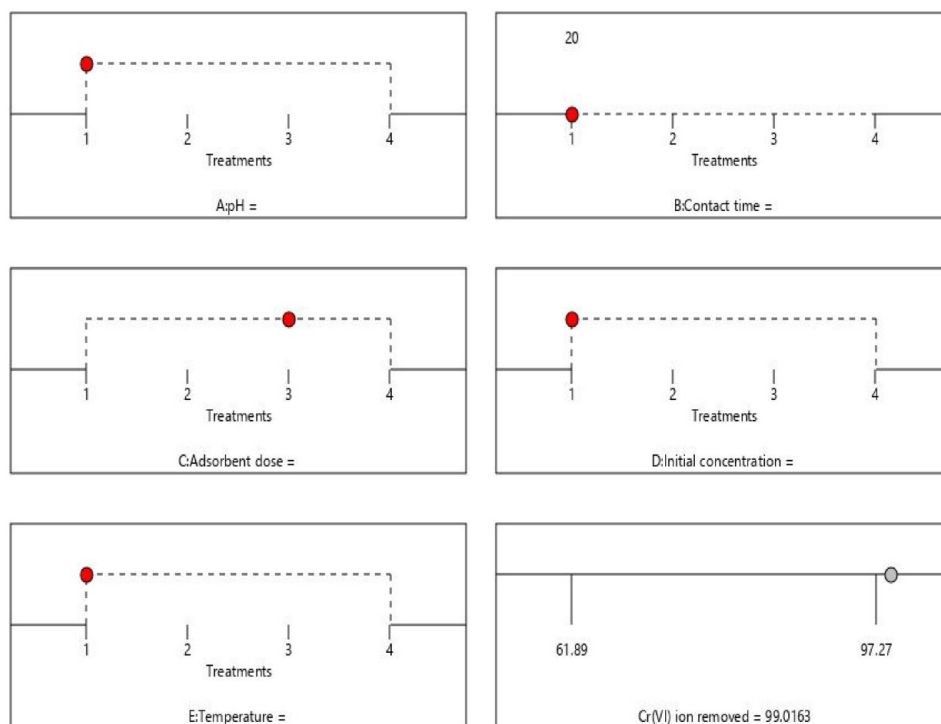 1 2 3 4
Treatments
A:pH =
20
1 2 3 4
Treatments
B:Contact time =
1 2 3 4
Treatments
C:Adsorbent dose =
1 2 3 4
Treatments
D:Initial concentration =
1 2 3 4
Treatments
E:Temperature =
61.89 97.27
Cr(VI) ion removed = 99.0163